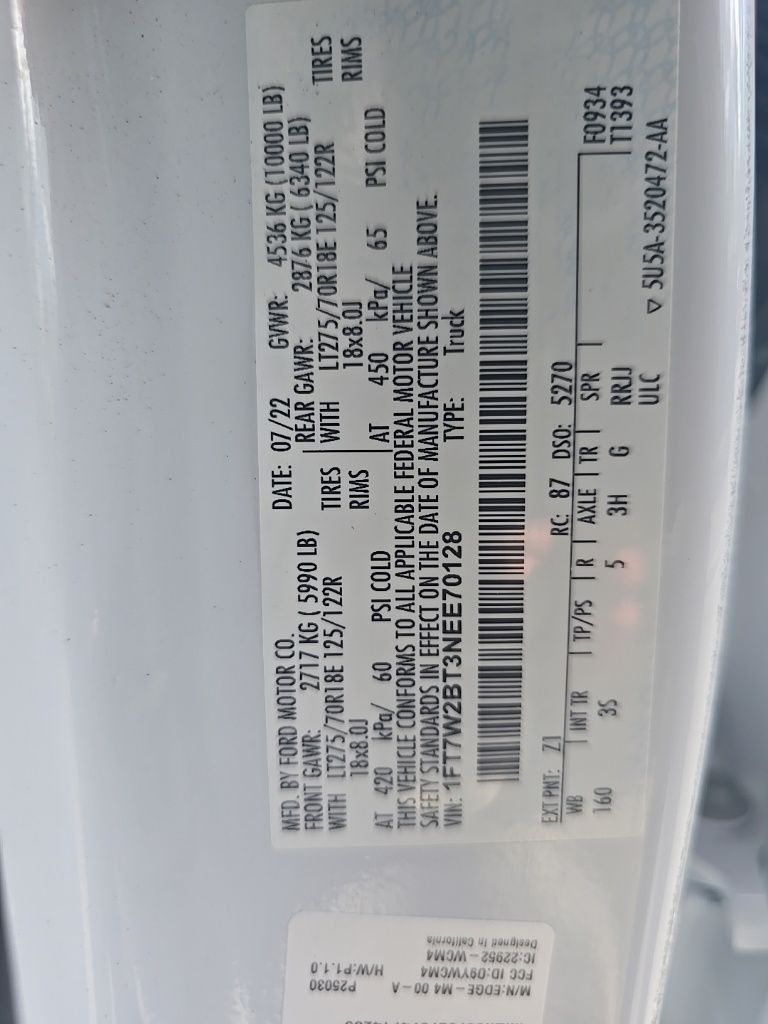 MFD. BY FORD MOTOR CO.
DATE: 07/22 GVWR: 4536 KG (10000 LB)
FRONT GAWR: 2717 KG ( 5990 LB)
REAR GAWR: 2876 KG ( 6340 LB)
WITH LT275/70R18E 125/122R TIRES
WITH LT275/70R18E 125/122R TIRES
18x8.0J RIMS
18x8.0J RIMS
AT 420 kPa/ 60 PSI COLD
AT 450 kPa/ 65 PSI COLD
THIS VEHICLE CONFORMS TO ALL APPLICABLE FEDERAL MOTOR VEHICLE
SAFETY STANDARDS IN EFFECT ON THE DATE OF MANUFACTURE SHOWN ABOVE.
VIN: 1FT7W2BT3NEE70128 TYPE: Truck
EXT PNT: Z1 RC: 87 DSO: 5270
WB INT TR TP/PS R AXLE TR SPR F0934
160 3S 5 3H G RRJJ T1393
ULC
▽ 5U5A-3520472-AA
P25030 H/W:P1.1.0
M/N:EDGE-M4 00-A
FCC ID:O9YWCM4
IC:22952-WCM4
Designed in California